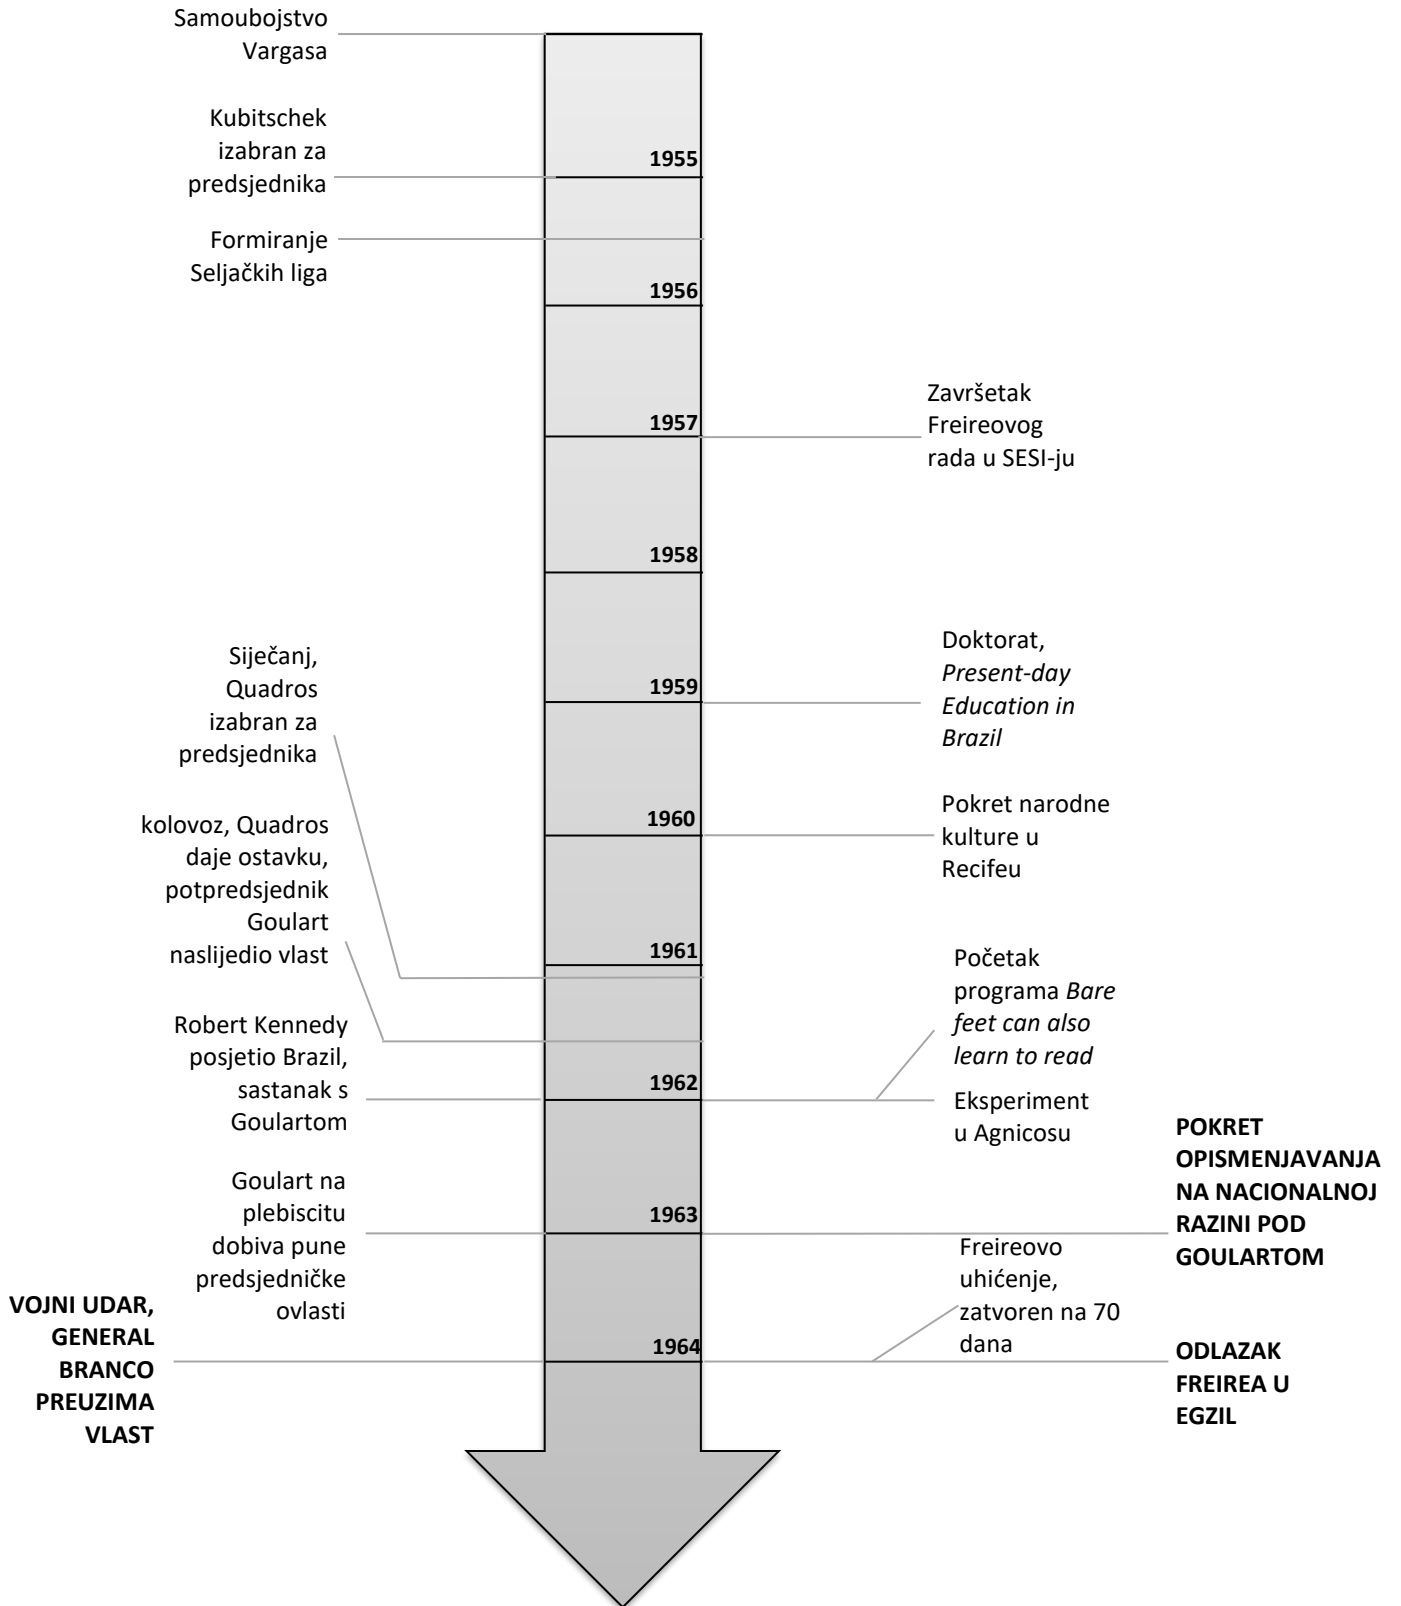 Samoubojstvo
Vargasa
Kubitschek
izabran za
predsjednika
1955
Formiranje
Seljačkih liga
1956
Završetak
Freireovog
rada u SESI-ju
1957
1958
Siječanj,
Quadros
izabran za
predsjednika
Doktorat,
Present-day
Education in
Brazil
1959
kolovoz, Quadros
daje ostavku,
potpredsjednik
Goulart
naslijedio vlast
1960
Pokret narodne
kulture u
Recifeu
1961
Početak
programa Bare
feet can also
learn to read
Robert Kennedy
posjetio Brazil,
sastanak s
Goulartom
1962
Eksperiment
u Agnicosu
POKRET
OPISMENJAVANJA
NA NACIONALNOJ
RAZINI POD
GOULARTOM
Goulart na
plebiscitu
dobiva pune
predsjedničke
ovlasti
1963
Freireovo
uhićenje,
zatvoren na 70
dana
VOJNI UDAR,
GENERAL
BRANCO
PREUZIMA
VLAST
1964
ODLAZAK
FREIREA U
EGZIL